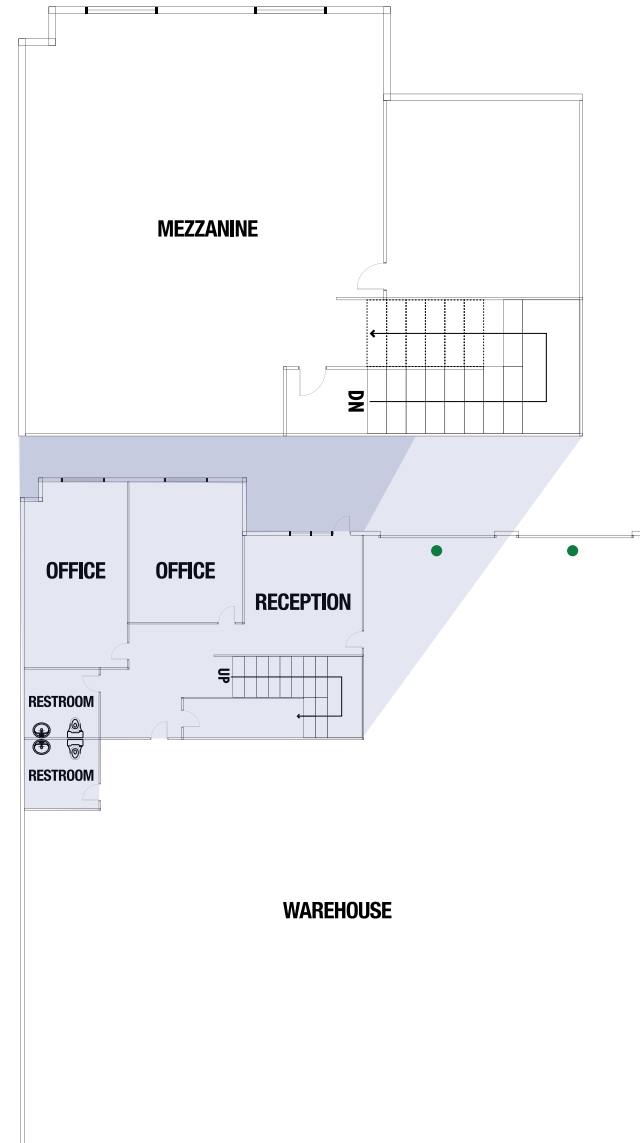 MEZZANINE
DN
OFFICE
OFFICE
RECEPTION
UP
RESTROOM
RESTROOM
WAREHOUSE